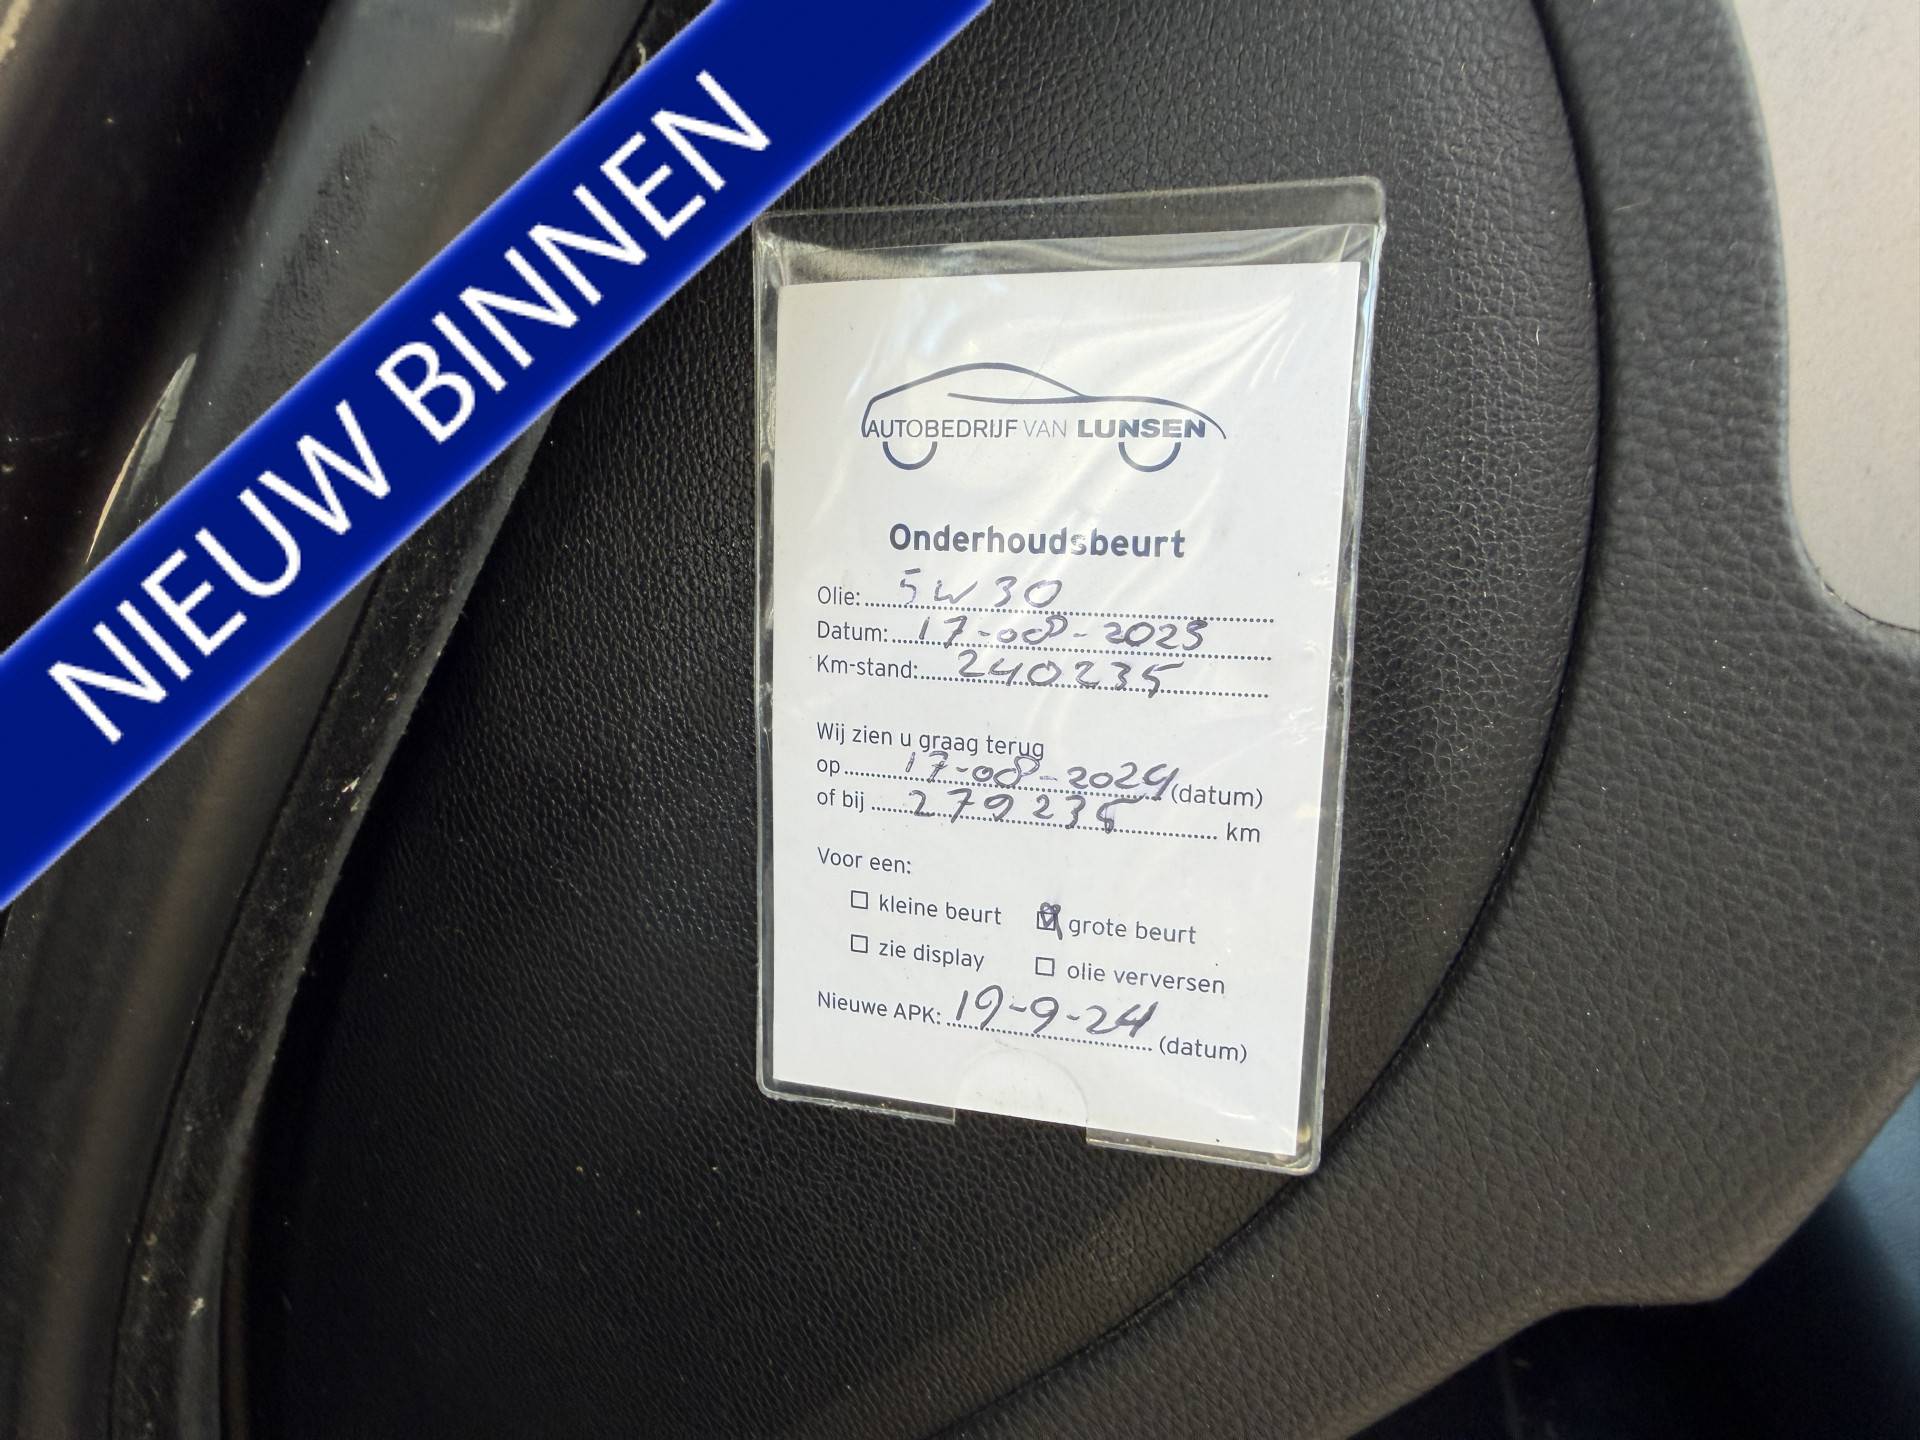 NIEUW BINNEN
AUTOBEDRIJF VAN LUNSEN
Onderhoudsbeurt
Olie: 5W30
Datum: 17-08-2023
Km-stand: 240235
Wij zien u graag terug
op 17-08-2024 (datum)
of bij 279235 km
Voor een:
kleine beurt grote beurt
zie display olie verversen
Nieuwe APK: 19-9-24 (datum)